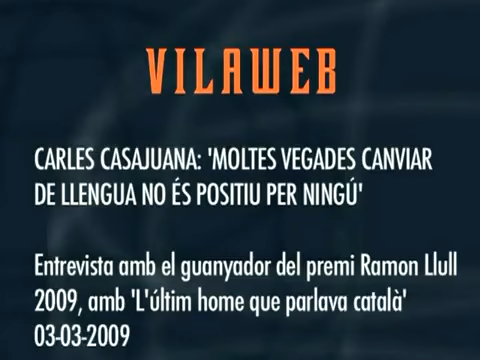 VILAWEB
CARLES CASAJUANA: 'MOLTES VEGADES CANVIAR
DE LLENGUA NO ÉS POSITIU PER NINGÚ'
Entrevista amb el guanyador del premi Ramon Llull
2009, amb 'L'últim home que parlava català'
03-03-2009